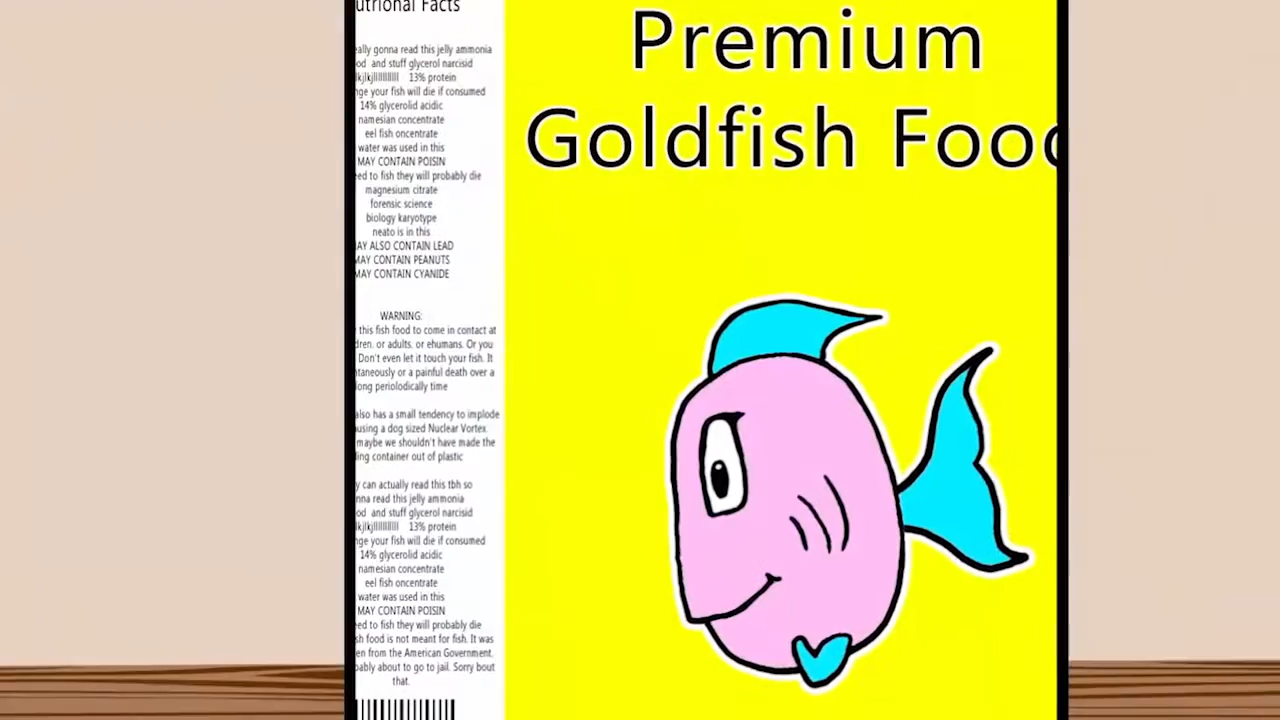 utrional Facts
eally gonna read this jelly ammonia
od and stuff glycerol narcisid
13% protein
nge your fish will die if consumed
14% glycerolid acidic
namesian concentrate
eel fish oncentrate
water was used in this
MAY CONTAIN POISIN
eed to fish they will probably die
magnesium citrate
forensic science
biology karyotype
neato is in this
AY ALSO CONTAIN LEAD
MAY CONTAIN PEANUTS
MAY CONTAIN CYANIDE
WARNING:
this fish food to come in contact at
dren. or adults. or ehumans. Or you
Don't even let it touch your fish. It
ntaneously or a painful death over a
long periolodically time
also has a small tendency to implode
ausing a dog sized Nuclear Vortex.
maybe we shouldn't have made the
ing container out of plastic
y can actually read this tbh so
nna read this jelly ammonia
od and stuff glycerol narcisid
13% protein
nge your fish will die if consumed
14% glycerolid acidic
namesian concentrate
eel fish oncentrate
water was used in this
MAY CONTAIN POISIN
eed to fish they will probably die
sh food is not meant for fish. It was
en from the American Government.
bably about to go to jail. Sorry bout
that.
Premium
Goldfish Food